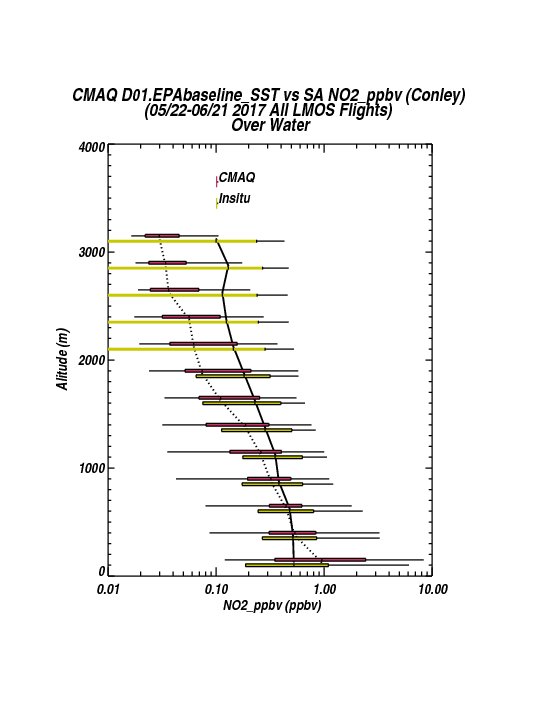 CMAQ D01.EPAbaseline_SST vs SA NO2_ppbv (Conley)
(05/22-06/21 2017 All LMOS Flights)
Over Water
4000
CMAQ
Insitu
3000
2000
Alitude (m)
1000
0
0.01 0.10 1.00 10.00
NO2_ppbv (ppbv)